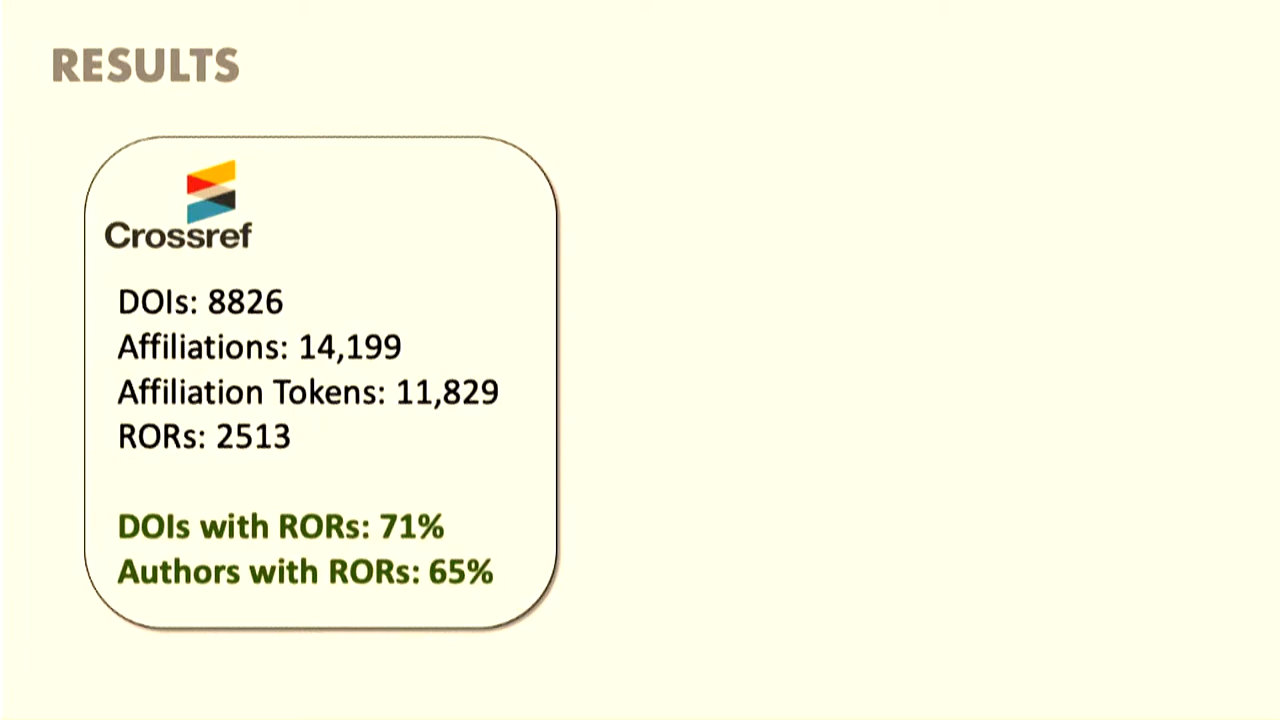 RESULTS
Crossref
DOIs: 8826
Affiliations: 14,199
Affiliation Tokens: 11,829
RORs: 2513
DOIs with RORs: 71%
Authors with RORs: 65%